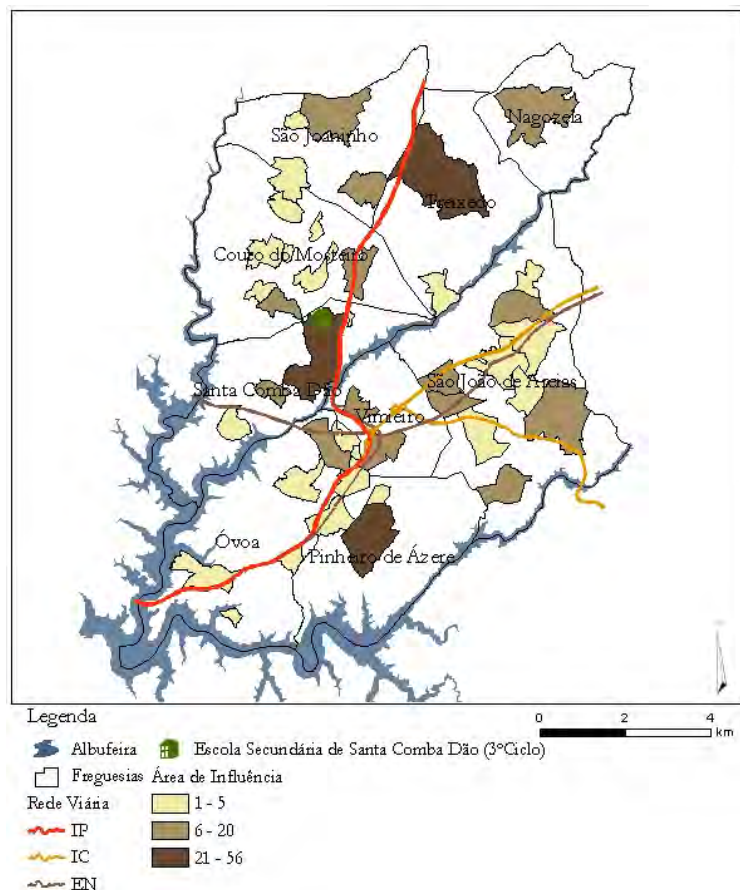 Nagozela
São Joaninho
Treixedo
Couto do Mosteiro
Santa Comba Dão
São João de Areias
Vimieiro
Óvoa
Pinheiro de Ázere
Legenda
0 2 4
km
Albufeira
Escola Secundária de Santa Comba Dão (3ºCiclo)
Freguesias
Área de Influência
Rede Viária
1 - 5
IP
6 - 20
IC
21 - 56
EN